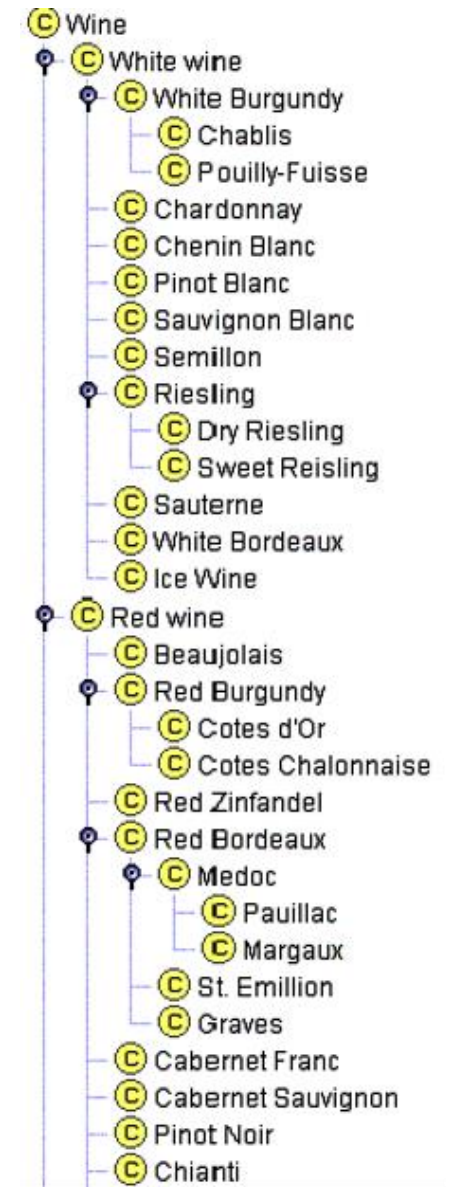 C Wine
C White wine
C White Burgundy
C Chablis
C Pouilly-Fuisse
C Chardonnay
C Chenin Blanc
C Pinot Blanc
C Sauvignon Blanc
C Semillon
C Riesling
C Dry Riesling
C Sweet Reisling
C Sauterne
C White Bordeaux
C Ice Wine
C Red wine
C Beaujolais
C Red Burgundy
C Cotes d'Or
C Cotes Chalonnaise
C Red Zinfandel
C Red Bordeaux
C Medoc
C Pauillac
C Margaux
C St. Emillion
C Graves
C Cabernet Franc
C Cabernet Sauvignon
C Pinot Noir
C Chianti